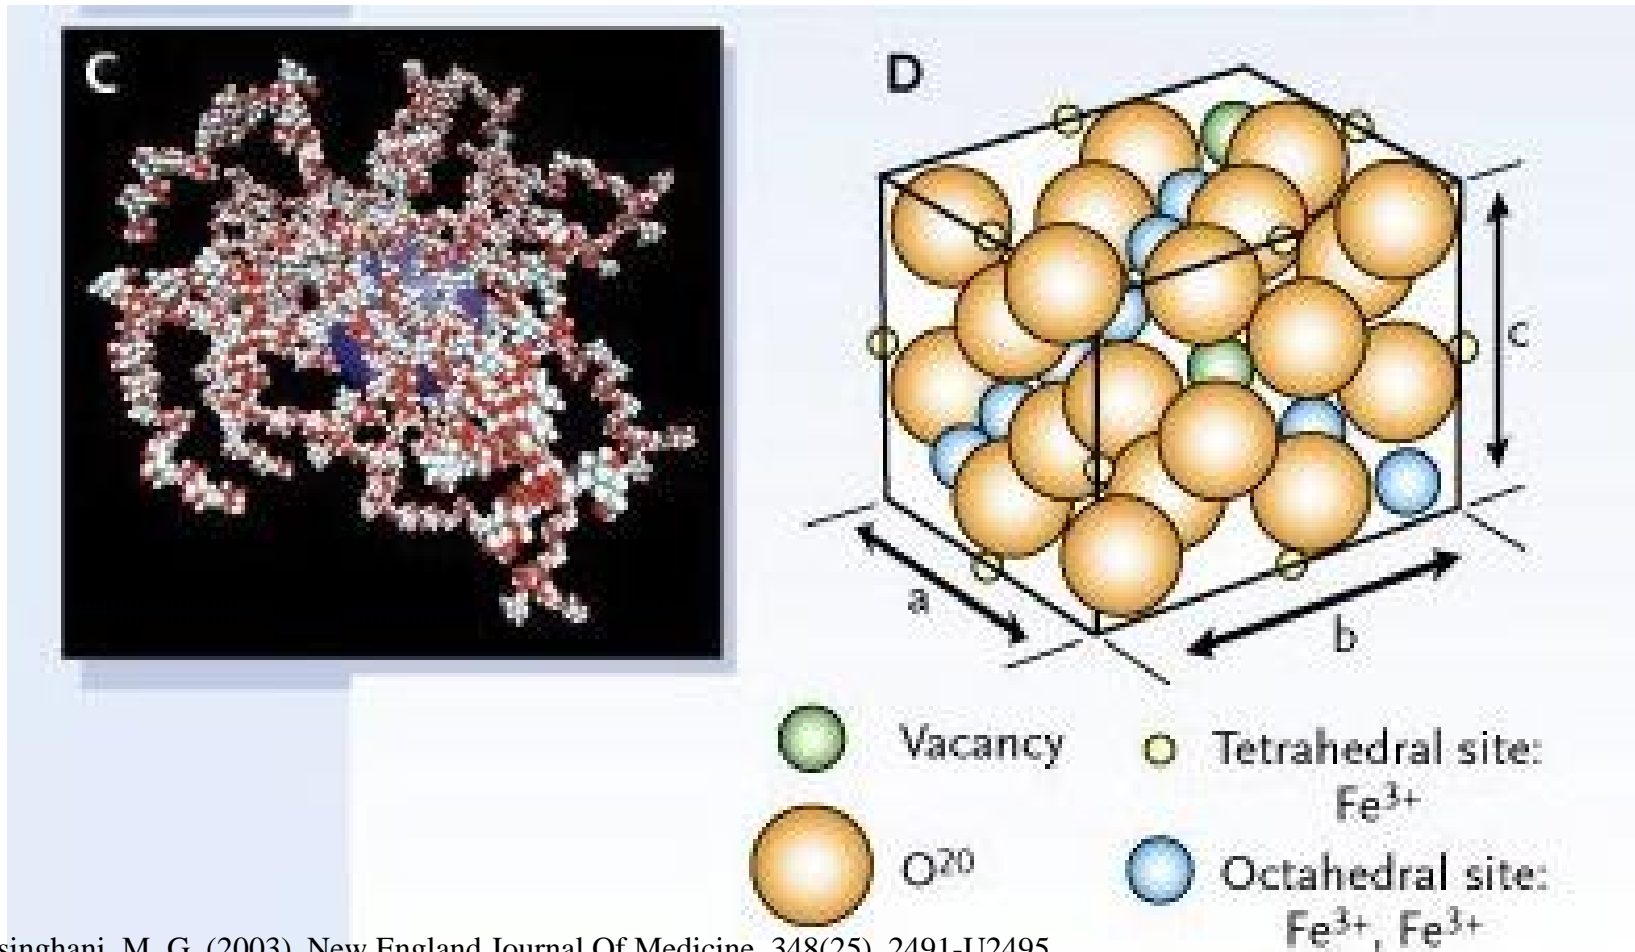 C
D
c
a
b
Vacancy
Tetrahedral site:
Fe³⁺
O²⁰
Octahedral site:
Fe³⁺, Fe³⁺
singhani, M. G. (2003). New England Journal Of Medicine, 348(25), 2491-U2495